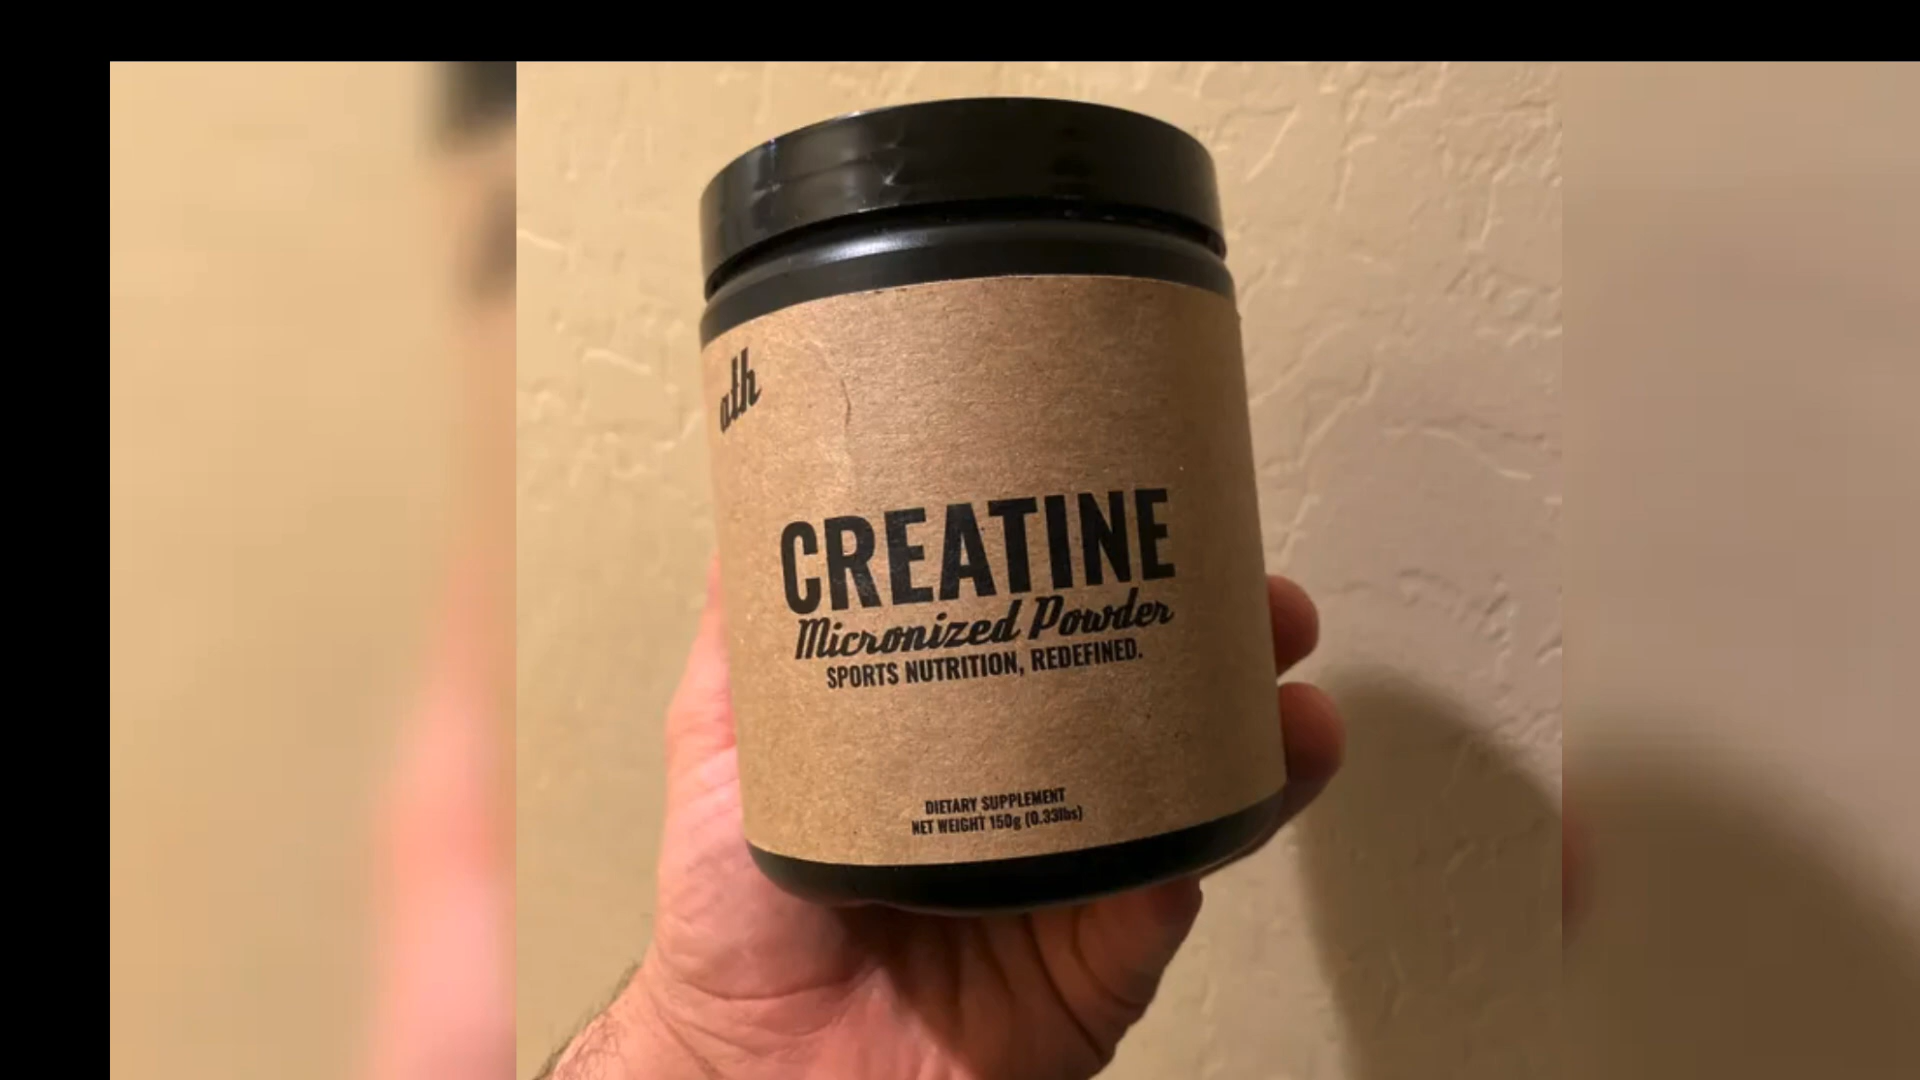 ath
CREATINE
Micronized Powder
SPORTS NUTRITION, REDEFINED.
DIETARY SUPPLEMENT
NET WEIGHT 150g (0.33lbs)